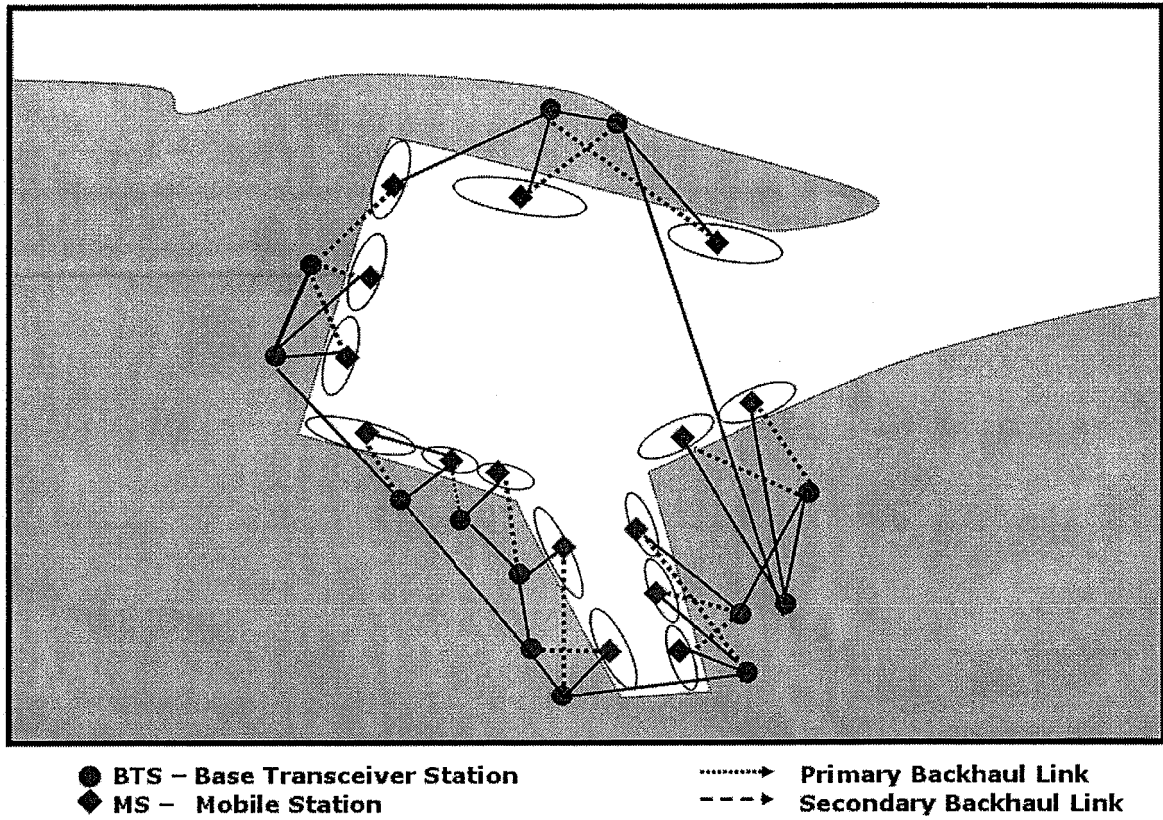 BTS – Base Transceiver Station
MS – Mobile Station
Primary Backhaul Link
Secondary Backhaul Link